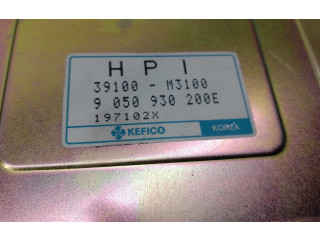 H P I
39100 - M3100
9 050 930 200E
197102X
KEFICO KOREA